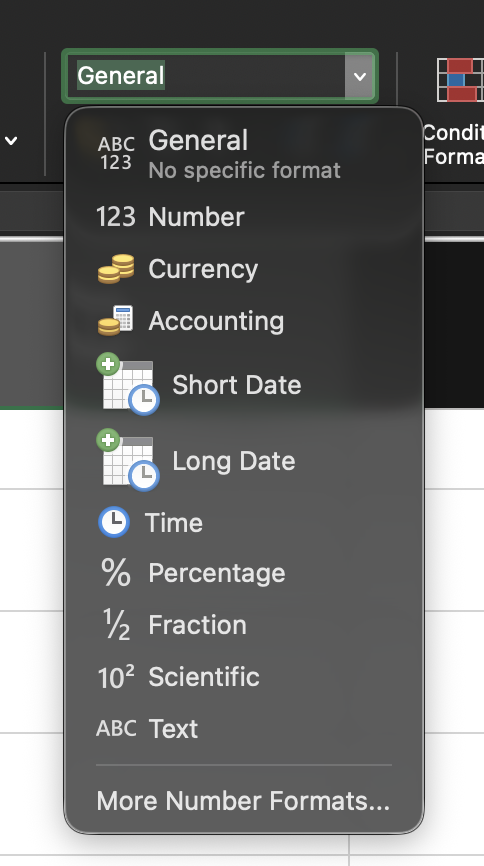 General
Condit
Forma
ABC
123
General
No specific format
123 Number
Currency
Accounting
Short Date
Long Date
Time
% Percentage
½ Fraction
10² Scientific
ABC Text
More Number Formats...